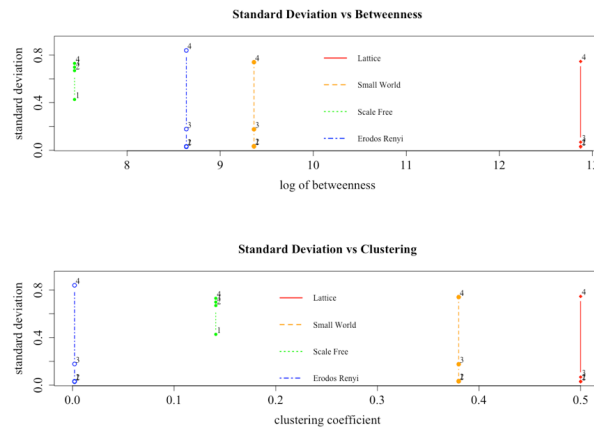 Standard Deviation vs Betweenness
standard deviation
0.0 0.4 0.8
4
1
4
3
4
3
4
3
Lattice
Small World
Scale Free
Erodos Renyi
8 9 10 11 12 13
log of betweenness
Standard Deviation vs Clustering
standard deviation
0.0 0.4 0.8
4
3
4
1
4
3
4
3
Lattice
Small World
Scale Free
Erodos Renyi
0.0 0.1 0.2 0.3 0.4 0.5
clustering coefficient